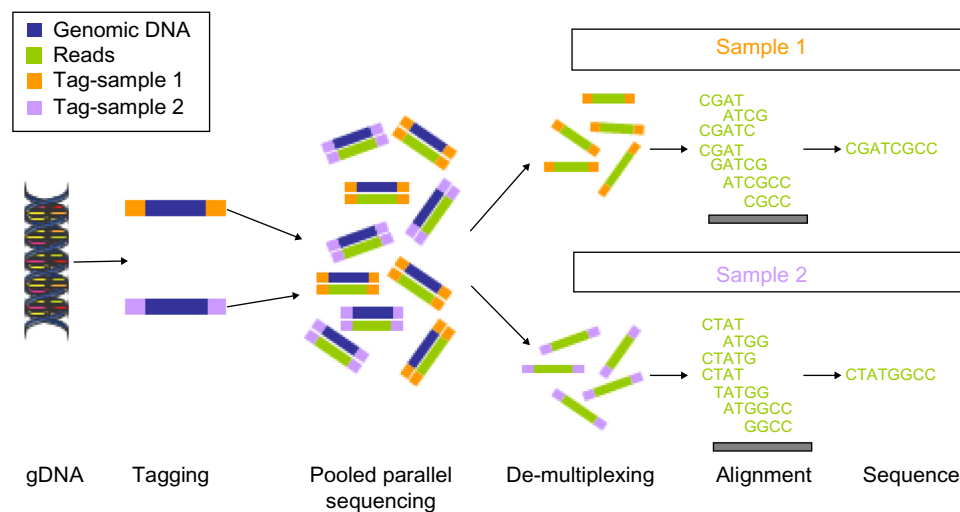 Genomic DNA
Reads
Tag-sample 1
Tag-sample 2
Sample 1
CGAT
ATCG
CGATC
CGAT
GATCG
ATCGCC
CGCC
CGATCGCC
Sample 2
CTAT
ATGG
CTATG
CTAT
TATGG
ATGGCC
GGCC
CTATGGCC
gDNA
Tagging
Pooled parallel
sequencing
De-multiplexing
Alignment
Sequence